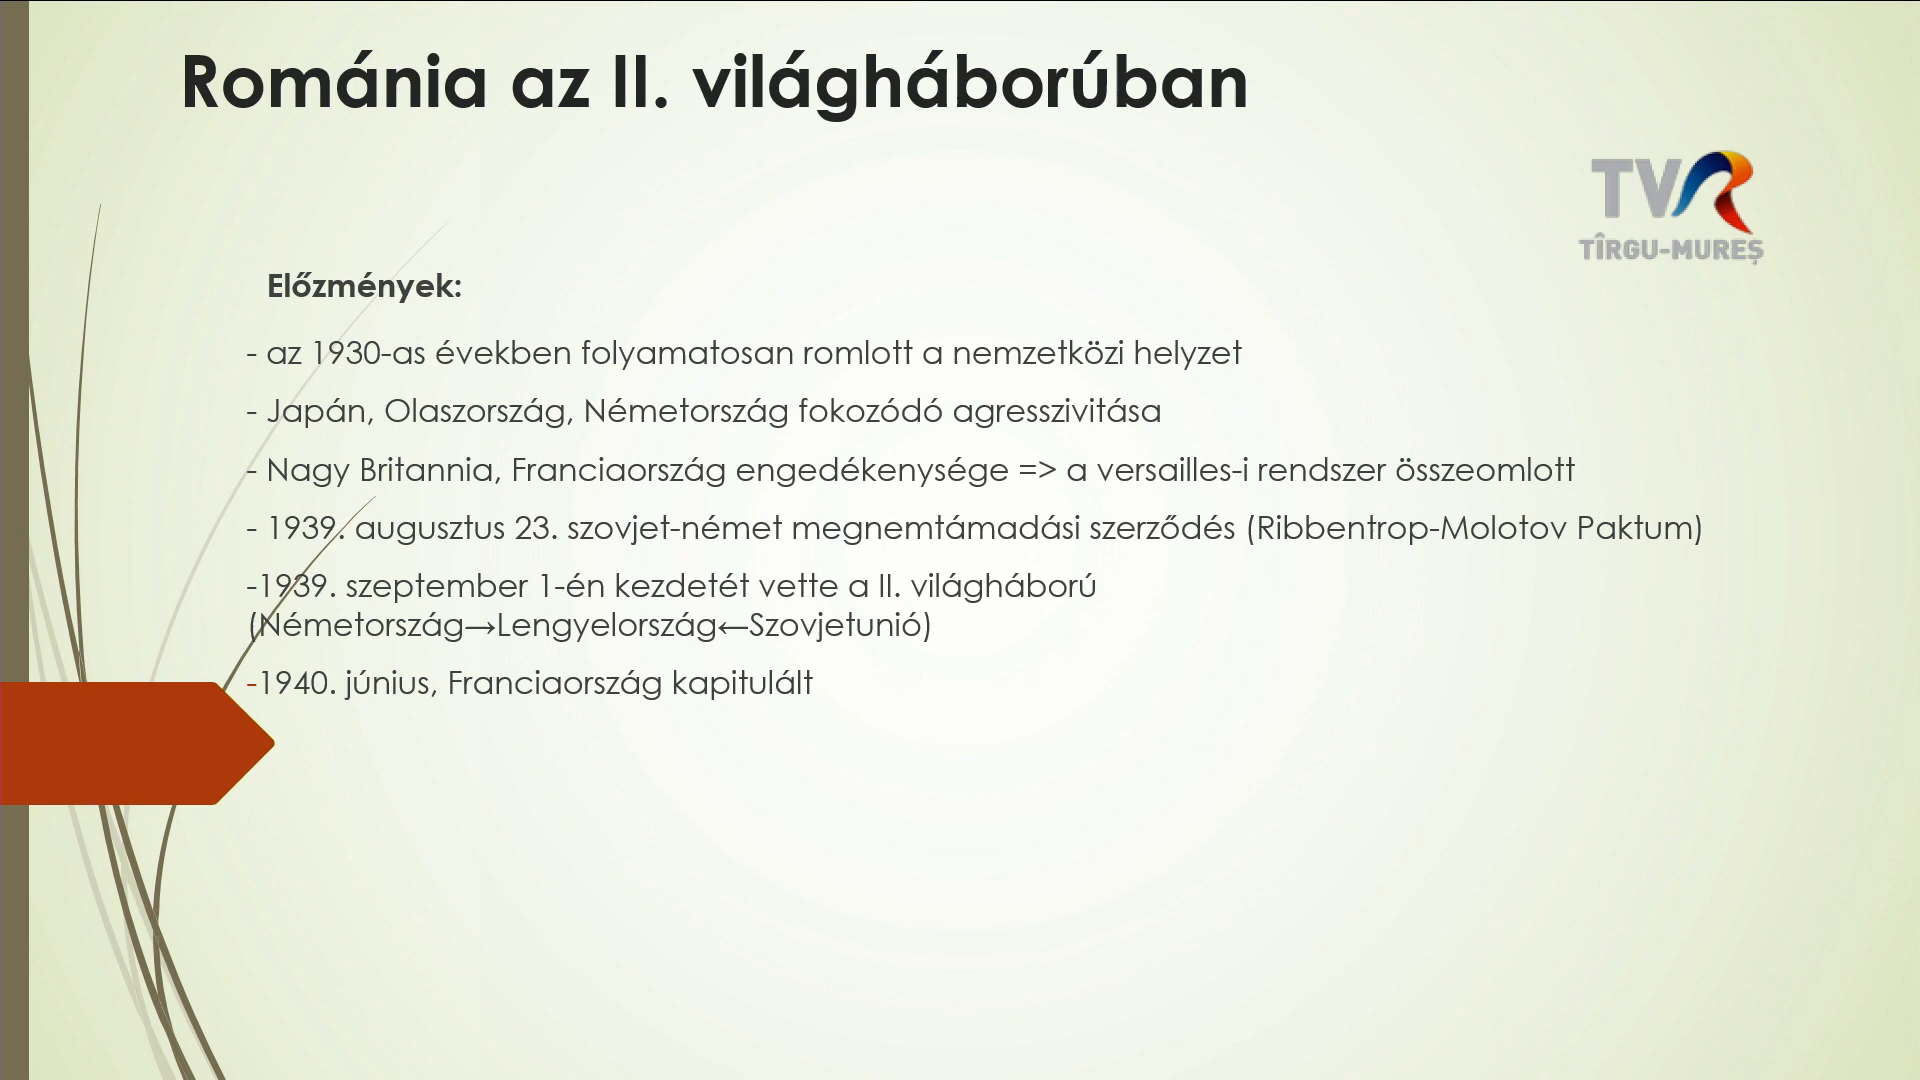 Románia az II. világháborúban
TVR
TÎRGU-MUREȘ
Előzmények:
- az 1930-as években folyamatosan romlott a nemzetközi helyzet
- Japán, Olaszország, Németország fokozódó agresszivitása
- Nagy Britannia, Franciaország engedékenysége => a versailles-i rendszer összeomlott
- 1939. augusztus 23. szovjet-német megnemtámadási szerződés (Ribbentrop-Molotov Paktum)
-1939. szeptember 1-én kezdetét vette a II. világháború
(Németország→Lengyelország←Szovjetunió)
-1940. június, Franciaország kapitulált